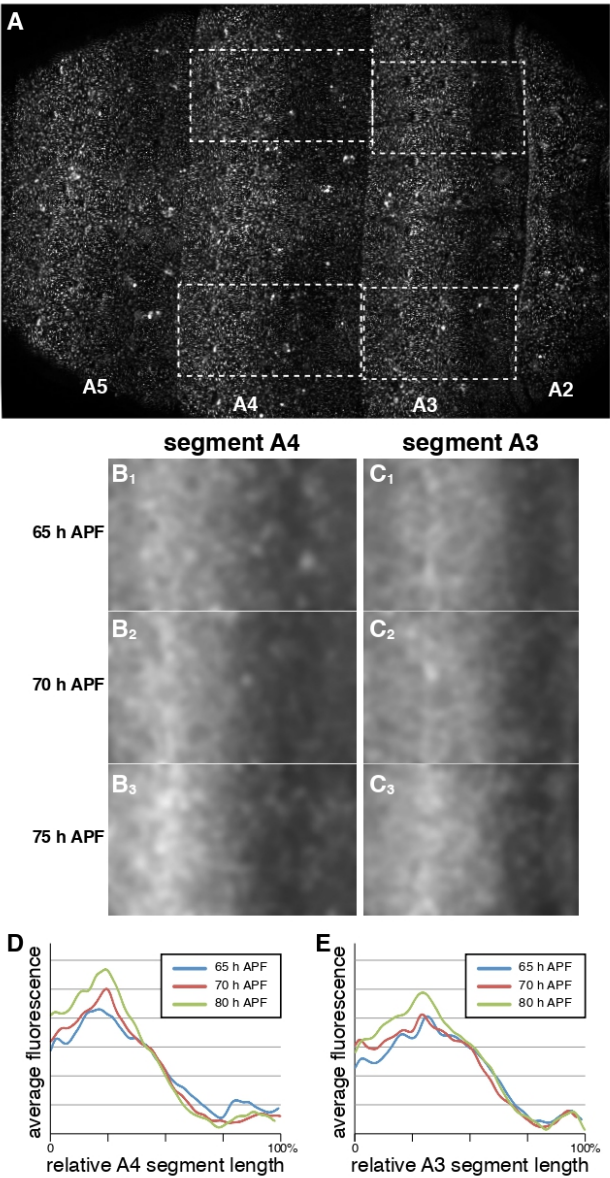 A
A5
A4
A3
A2
segment A4
segment A3
B1
C1
65 h APF
B2
C2
70 h APF
B3
C3
75 h APF
D
average fluorescence
65 h APF
70 h APF
80 h APF
0
100%
relative A4 segment length
E
average fluorescence
65 h APF
70 h APF
80 h APF
0
100%
relative A3 segment length